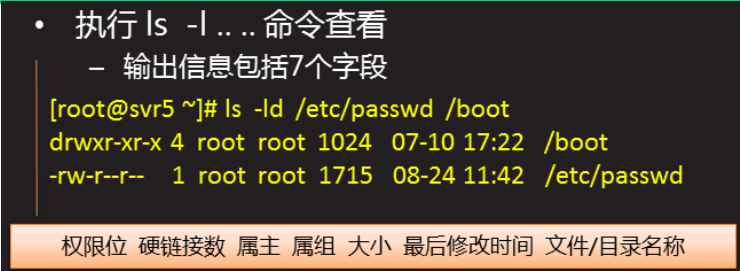 • 执行 ls -l .. .. 命令查看
– 输出信息包括7个字段
[root@svr5 ~]# ls -ld /etc/passwd /boot
drwxr-xr-x 4 root root 1024 07-10 17:22 /boot
-rw-r--r-- 1 root root 1715 08-24 11:42 /etc/passwd
权限位 硬链接数 属主 属组 大小 最后修改时间 文件/目录名称